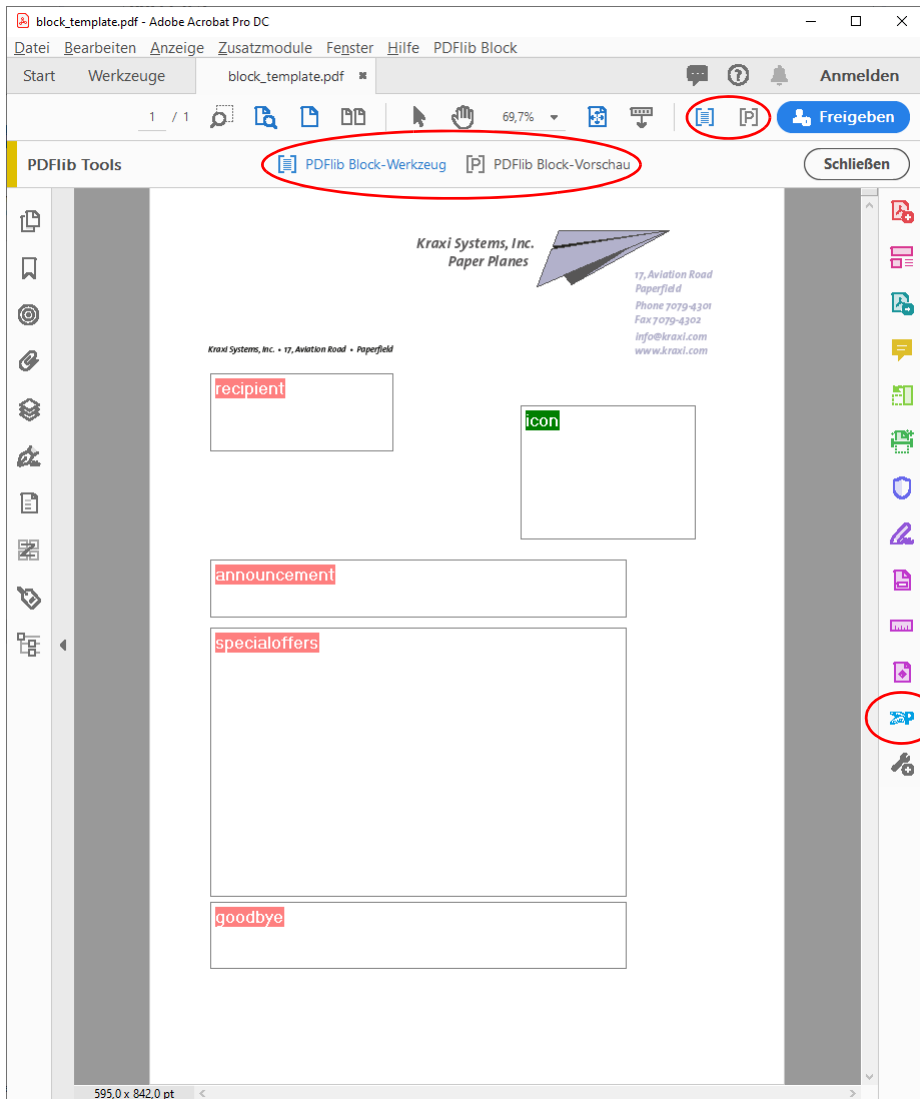 block_template.pdf - Adobe Acrobat Pro DC
Datei Bearbeiten Anzeige Zusatzmodule Fenster Hilfe PDFlib Block
Start Werkzeuge block_template.pdf Anmelden
1 / 1 69,7% [P] Freigeben
PDFlib Tools PDFlib Block-Werkzeug [P] PDFlib Block-Vorschau Schließen
Kraxi Systems, Inc.
Paper Planes
17, Aviation Road
Paperfield
Phone 7079-4301
Fax 7079-4302
info@kraxi.com
www.kraxi.com
Kraxi Systems, Inc. • 17, Aviation Road • Paperfield
recipient
icon
announcement
specialoffers
goodbye
595,0 x 842,0 pt